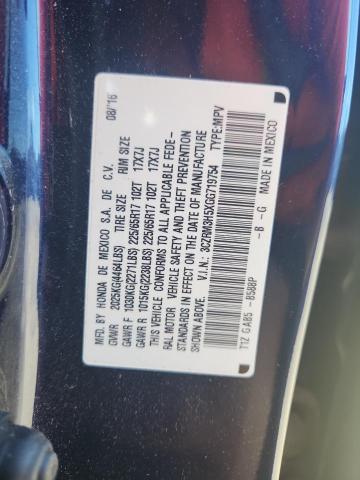 MFD. BY HONDA DE MEXICO S.A. DE C.V. 08/'16
GVWR 2025KG(4464LBS) TIRE SIZE RIM SIZE
GAWR F 1030KG(2271LBS) 225/65R17 102T 17X7J
GAWR R 1015KG(2238LBS) 225/65R17 102T 17X7J
THIS MOTOR VEHICLE CONFORMS TO ALL APPLICABLE FEDE-
RAL MOTOR VEHICLE SAFETY AND THEFT PREVENTION
STANDARDS IN EFFECT ON THE DATE OF MANUFACTURE
SHOWN ABOVE. V.I.N.: 3CZRM3H5XGG719754 TYPE:MPV
T1Z GA85 -B588P -B -G MADE IN MEXICO